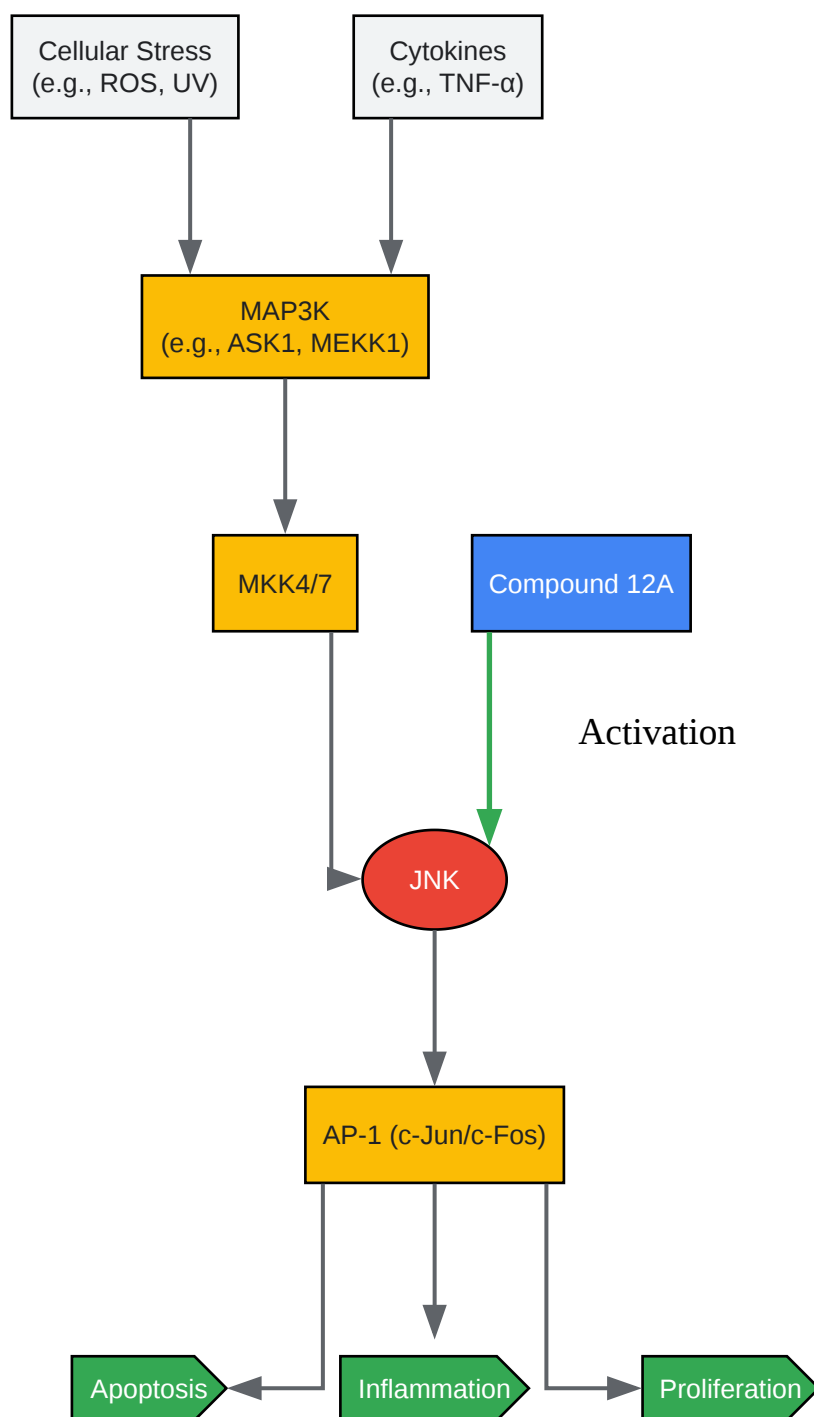 Cellular Stress
(e.g., ROS, UV)
Cytokines
(e.g., TNF-α)
MAP3K
(e.g., ASK1, MEKK1)
MKK4/7
Compound 12A
Activation
JNK
AP-1 (c-Jun/c-Fos)
Apoptosis
Inflammation
Proliferation